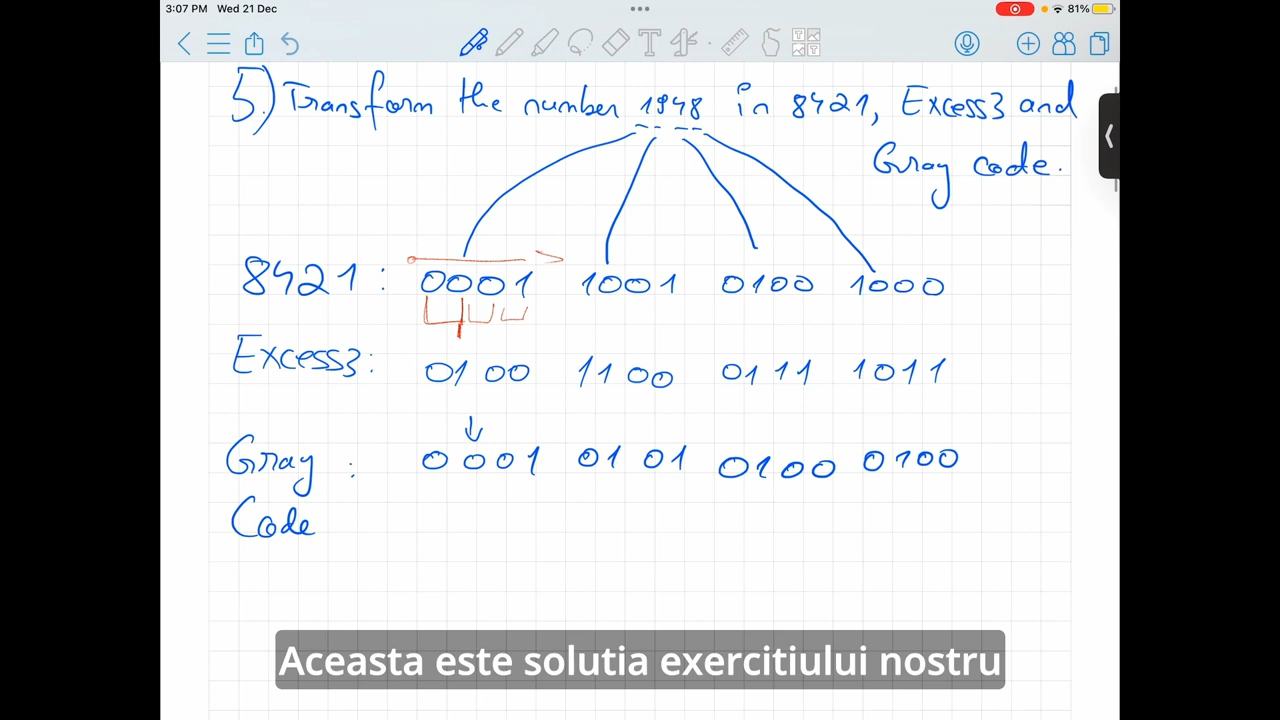 3:07 PM Wed 21 Dec
81%
5.) Transform the number 1948 in 8421, Excess3 and
Gray code.
8421 : 0001 1001 0100 1000
Excess3: 0100 1100 0111 1011
Gray : 0001 0101 0100 0100
Code
Aceasta este solutia exercitiului nostru